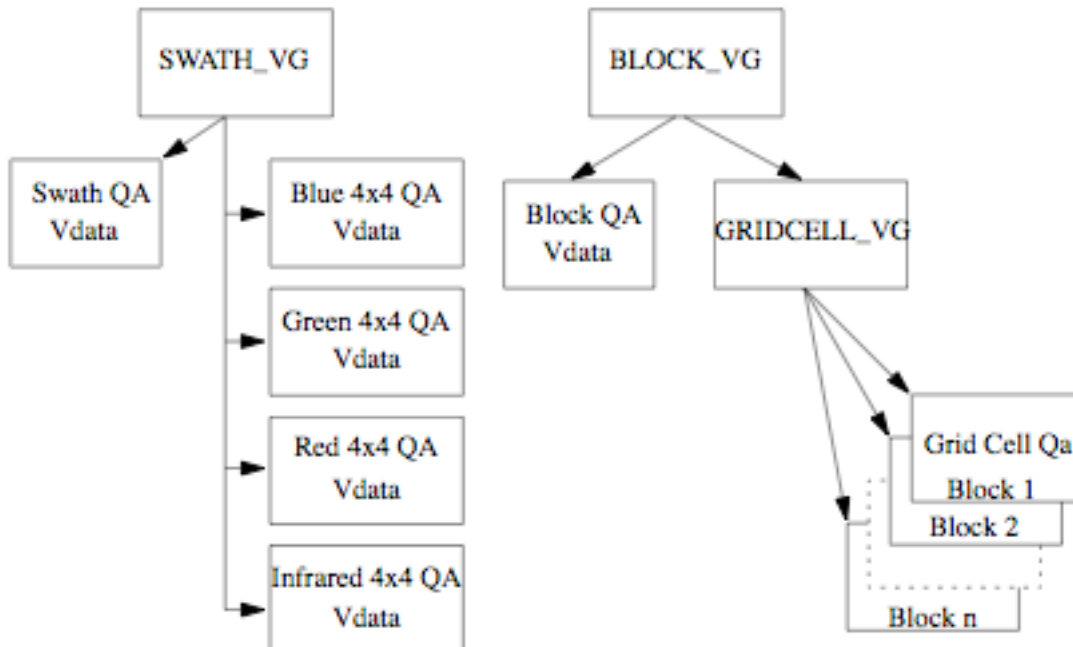 SWATH_VG
BLOCK_VG
Swath QA
Vdata
Blue 4x4 QA
Vdata
Block QA
Vdata
GRIDCELL_VG
Green 4x4 QA
Vdata
Red 4x4 QA
Vdata
Grid Cell Qa
Block 1
Block 2
Infrared 4x4 QA
Vdata
Block n